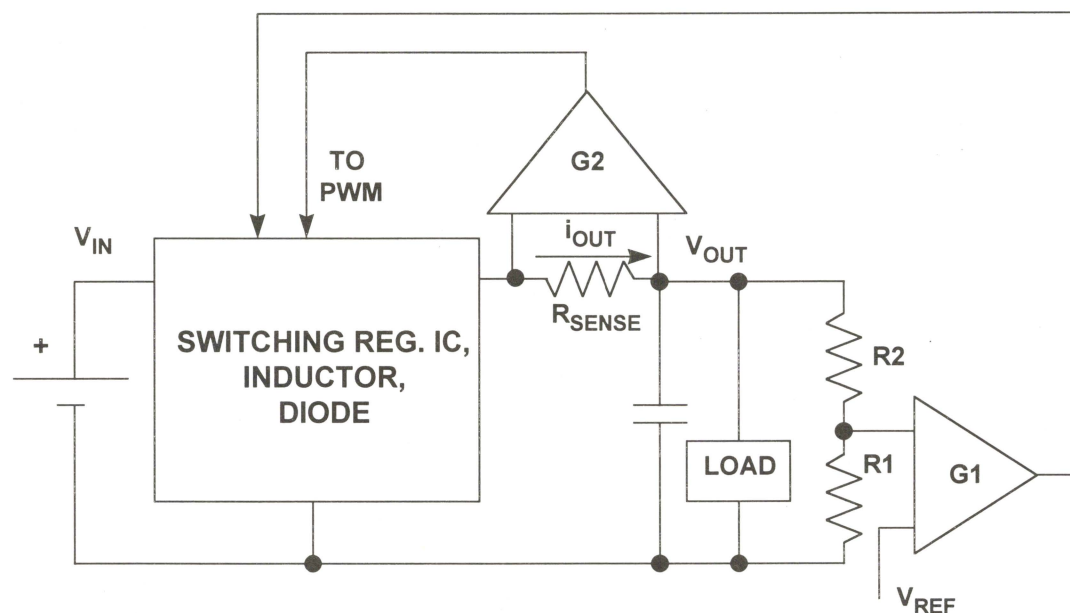 TO
PWM
G2
V_IN
i_OUT
V_OUT
R_SENSE
+
SWITCHING REG. IC,
INDUCTOR,
DIODE
R2
LOAD
R1
G1
V_REF